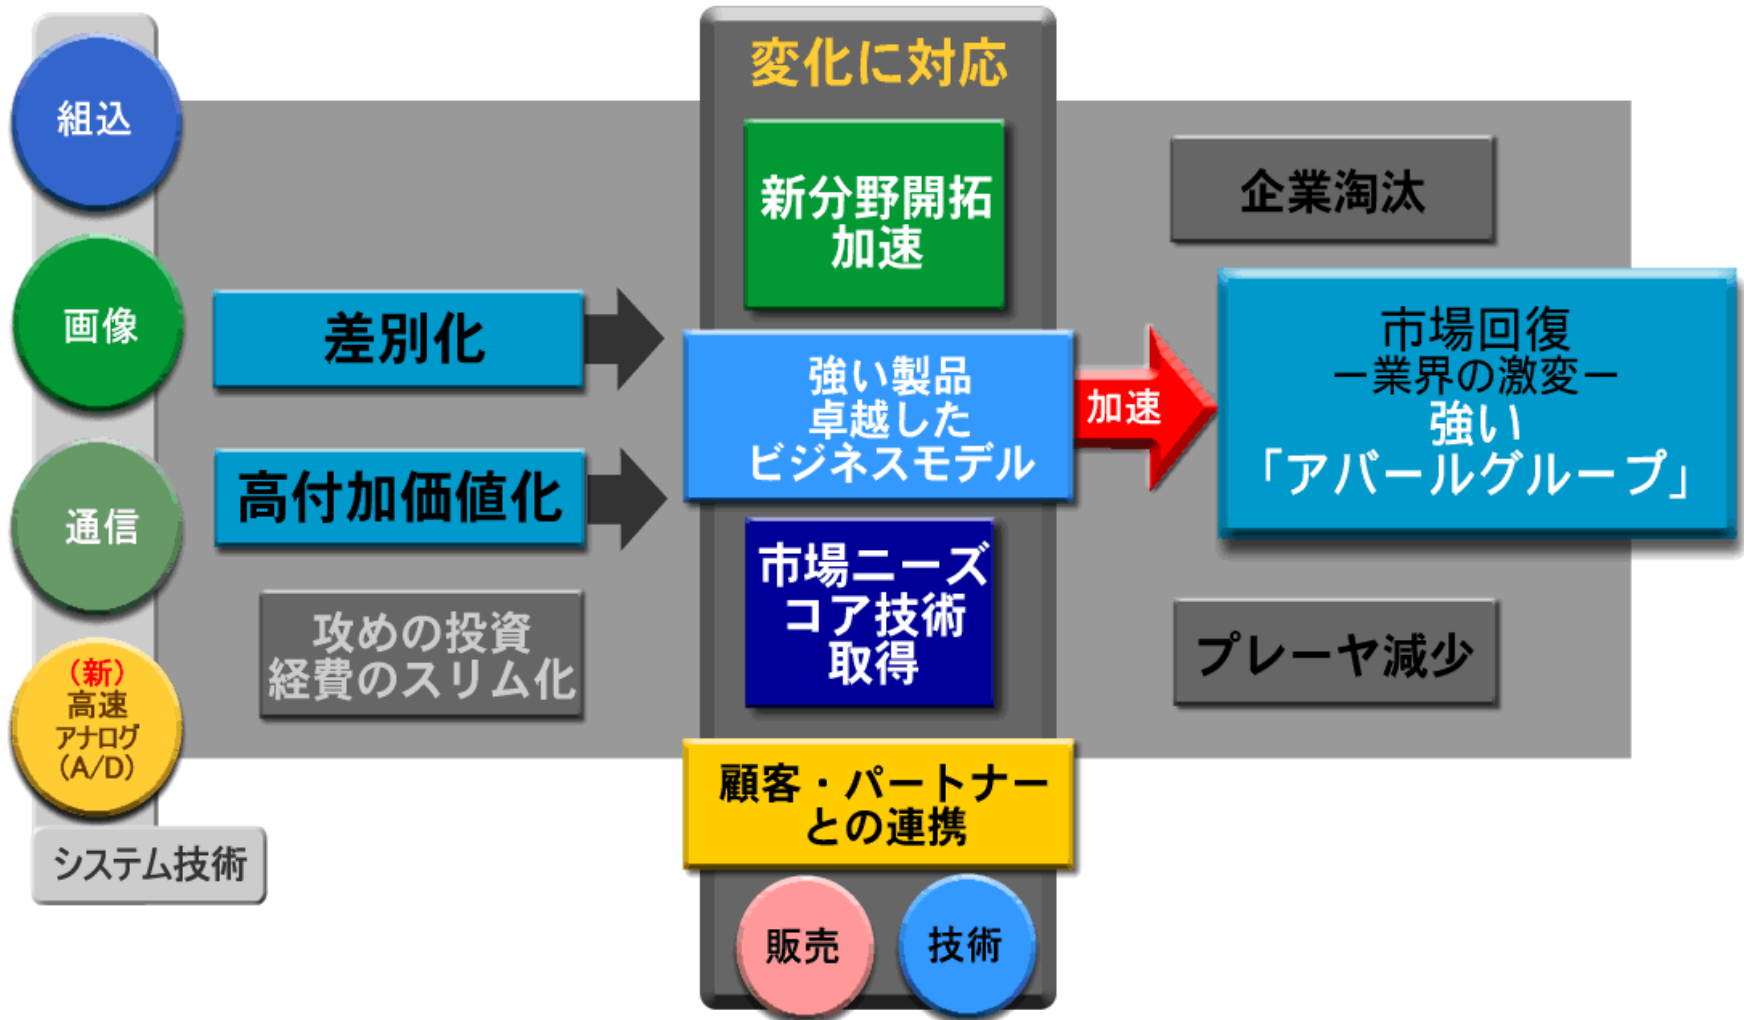 組込
画像
通信
(新)
高速
アナログ
(A/D)
システム技術
差別化
高付加価値化
攻めの投資
経費のスリム化
変化に対応
新分野開拓
加速
強い製品
卓越した
ビジネスモデル
市場ニーズ
コア技術
取得
顧客・パートナー
との連携
販売
技術
加速
企業淘汰
市場回復
ー業界の激変ー
強い
「アバールグループ」
プレーヤ減少